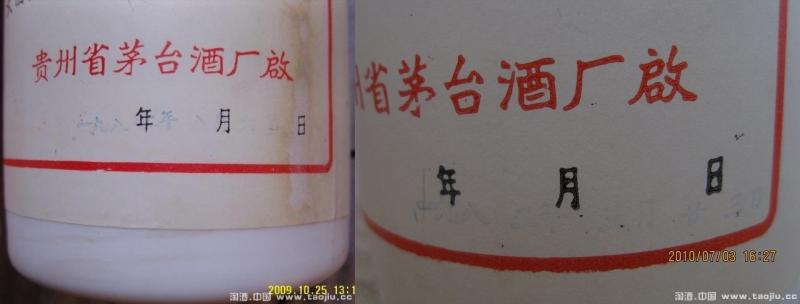 贵州省茅台酒厂啟
年 月 日
2009.10.25 13:1
淘酒.中国 www.taojiu.cc
省茅台酒厂啟
年 月 日
2010/07/03 16:27
淘酒.中国 www.taojiu.cc